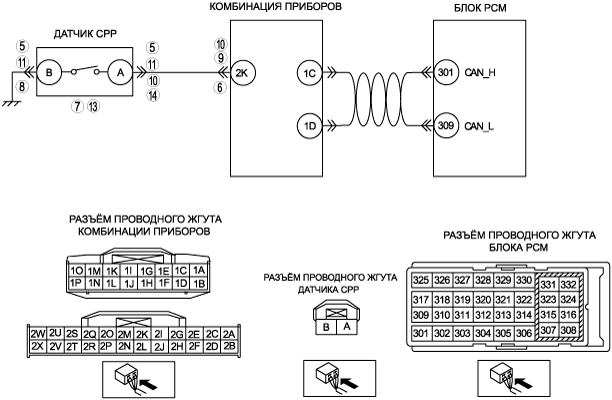 КОМБИНАЦИЯ ПРИБОРОВ
БЛОК PCM
ДАТЧИК CPP
5
11
8
B
A
7 13
5
11
10
14
10
9
6
2K
1C
1D
301 CAN_H
309 CAN_L
РАЗЪЁМ ПРОВОДНОГО ЖГУТА
КОМБИНАЦИИ ПРИБОРОВ
1O 1M 1K 1I 1G 1E 1C 1A
1P 1N 1L 1J 1H 1F 1D 1B
2W 2U 2S 2Q 2O 2M 2K 2I 2G 2E 2C 2A
2X 2V 2T 2R 2P 2N 2L 2J 2H 2F 2D 2B
РАЗЪЁМ ПРОВОДНОГО ЖГУТА
ДАТЧИКА CPP
B A
РАЗЪЁМ ПРОВОДНОГО ЖГУТА
БЛОКА PCM
325 326 327 328 329 330 331 332
317 318 319 320 321 322 323 324
309 310 311 312 313 314 315 316
301 302 303 304 305 306 307 308